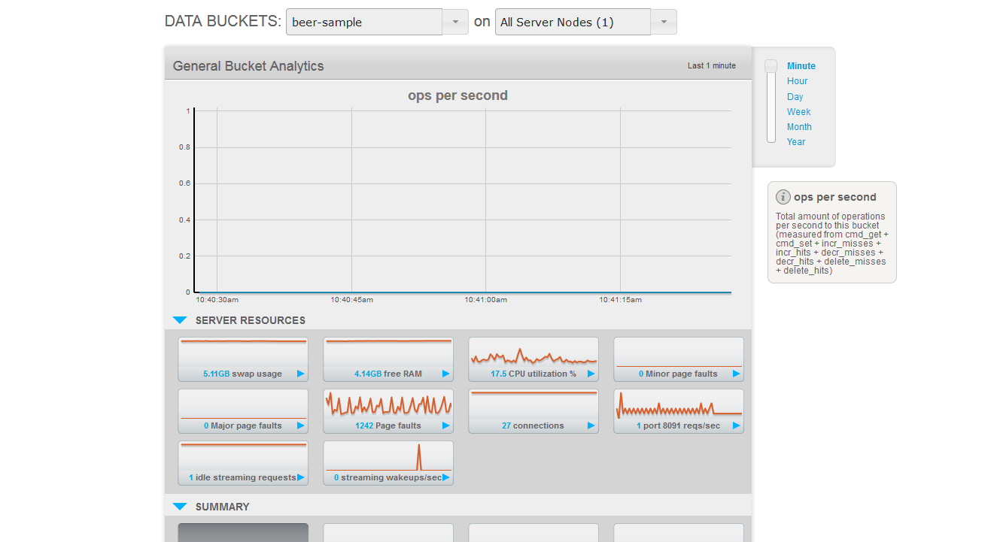 DATA BUCKETS: beer-sample on All Server Nodes (1)
General Bucket Analytics
Last 1 minute
Minute
Hour
Day
Week
Month
Year
ops per second
1
0.8
0.6
0.4
0.2
0
10:40:30am 10:40:45am 10:41:00am 10:41:15am
i ops per second
Total amount of operations
per second to this bucket
(measured from cmd_get +
cmd_set + incr_misses +
incr_hits + decr_misses +
decr_hits + delete_misses
+ delete_hits)
SERVER RESOURCES
5.11GB swap usage
4.14GB free RAM
17.5 CPU utilization %
0 Minor page faults
0 Major page faults
1242 Page faults
27 connections
1 port 8091 reqs/sec
1 idle streaming requests
0 streaming wakeups/sec
SUMMARY